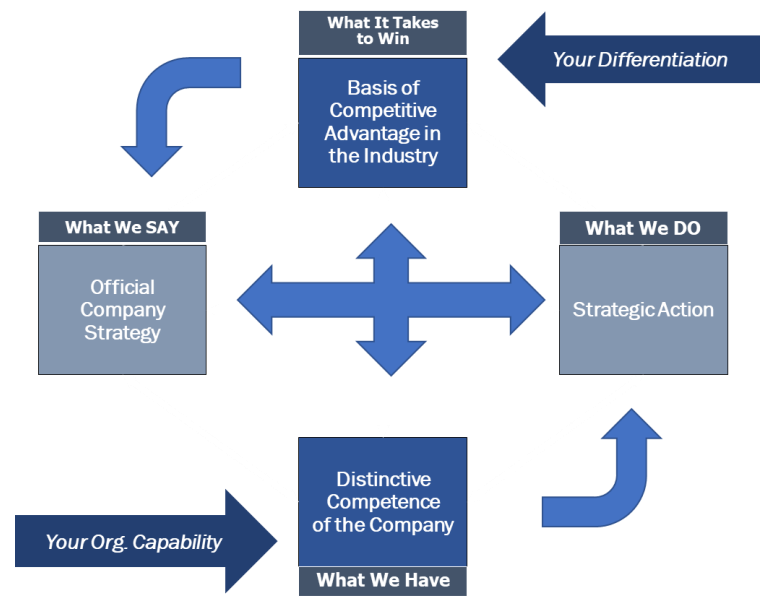 What It Takes
to Win
Your Differentiation
Basis of
Competitive
Advantage in
the Industry
What We SAY
What We DO
Official
Company
Strategy
Strategic Action
Distinctive
Competence
of the Company
Your Org. Capability
What We Have